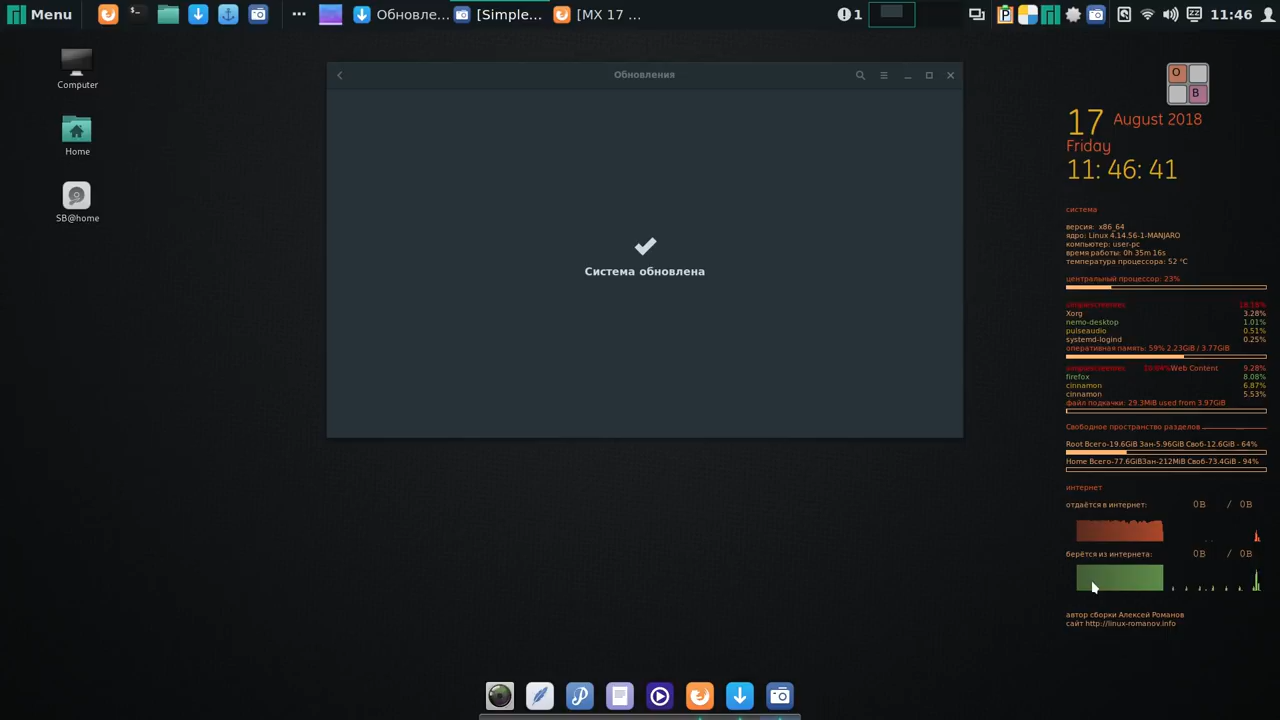 Menu
Обновле...
[Simple...
[MX 17 ...
1
11:46
Computer
Home
SB@home
Обновления
Система обновлена
O
B
17 August 2018
Friday
11: 46: 41
система
версия: x86_64
ядро: Linux 4.14.56-1-MANJARO
компьютер: user-pc
время работы: 0h 35m 16s
температура процессора: 52 °C
центральный процессор: 23%
Xorg 3.28%
nemo-desktop 1.01%
pulseaudio 0.51%
systemd-logind 0.25%
оперативная память: 59% 2.23GiB / 3.77GiB
Web Content 9.28%
firefox 8.08%
cinnamon 6.87%
cinnamon 5.53%
файл подкачки: 29.3MiB used from 3.97GiB
Свободное пространство разделов
Root Всего-19.6GiB Зан-5.96GiB Своб-12.6GiB - 64%
Home Всего-77.6GiBЗан-212MiB Своб-73.4GiB - 94%
интернет
отдаётся в интернет: 0B / 0B
берётся из интернета: 0B / 0B
автор сборки Алексей Романов
сайт http://linux-romanov.info